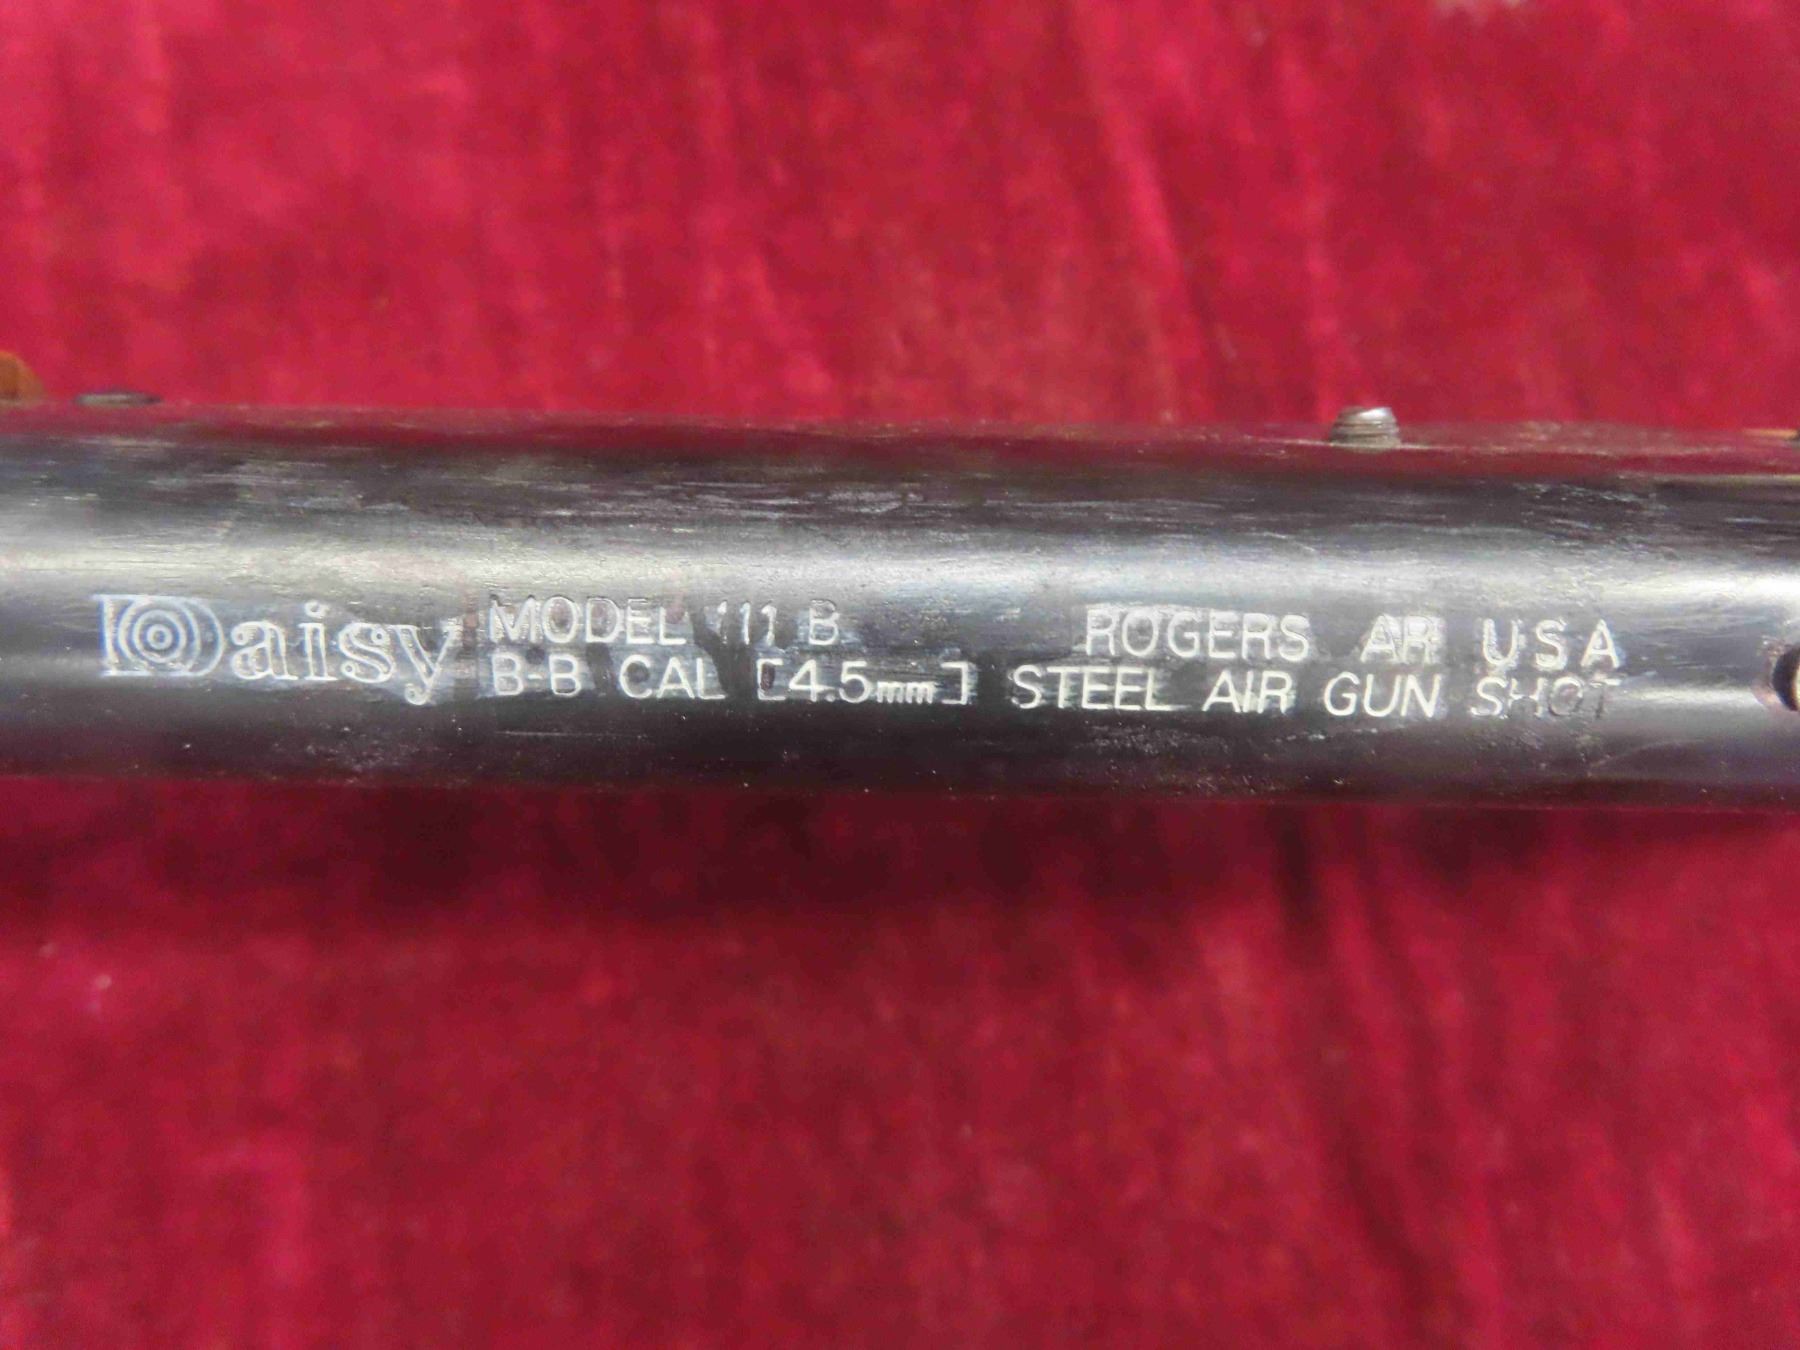 Daisy MODEL 111 B ROGERS AR USA
B-B CAL [4.5mm] STEEL AIR GUN SHOT